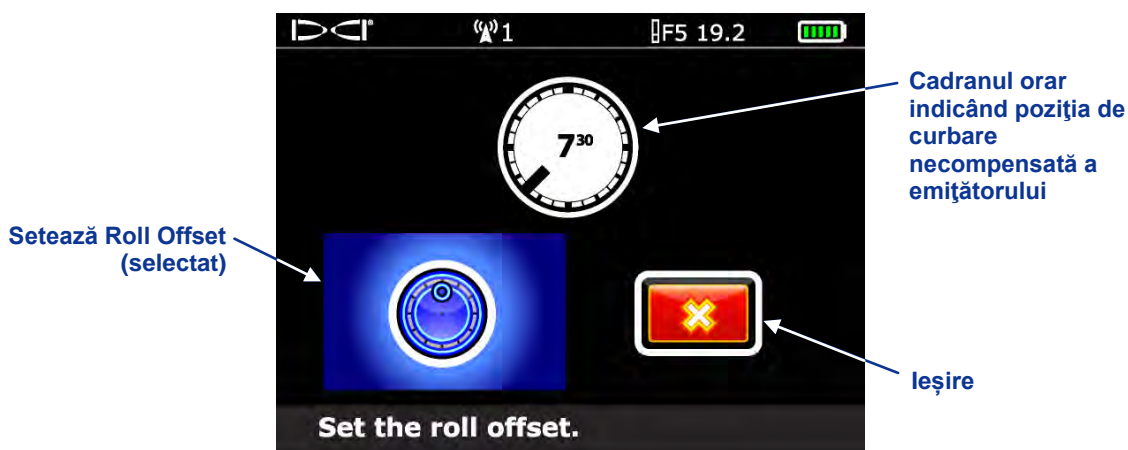 DCI®
1
F5 19.2
7³⁰
Cadranul orar
indicând poziţia de
curbare
necompensată a
emiţătorului
Setează Roll Offset
(selectat)
Ieșire
Set the roll offset.